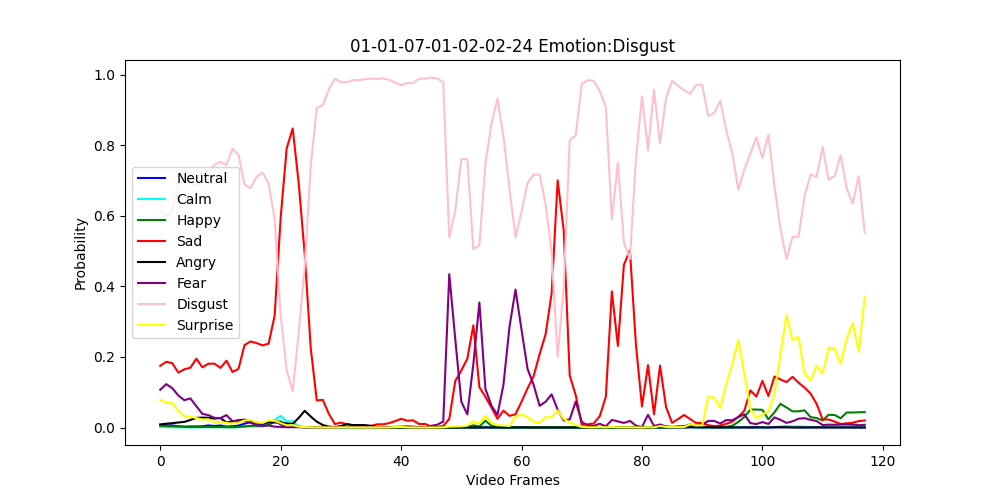 01-01-07-01-02-02-24 Emotion:Disgust
Probability
1.0
0.8
0.6
0.4
0.2
0.0
Neutral
Calm
Happy
Sad
Angry
Fear
Disgust
Surprise
0 20 40 60 80 100 120
Video Frames